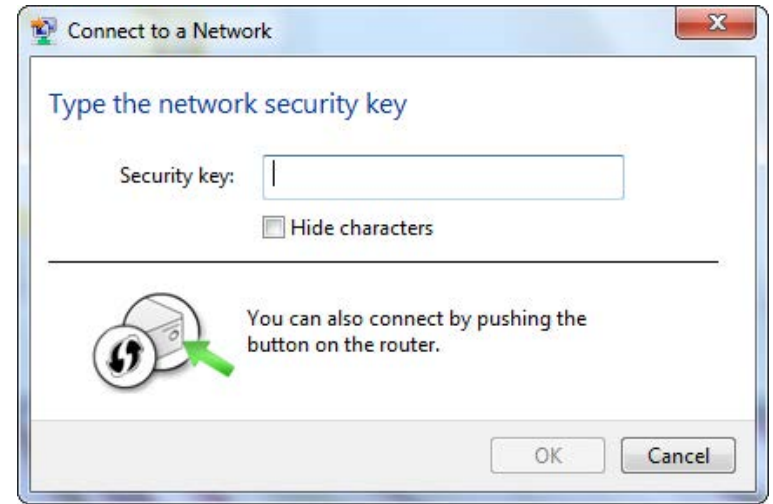 Connect to a Network
Type the network security key
Security key:
Hide characters
You can also connect by pushing the
button on the router.
OK
Cancel